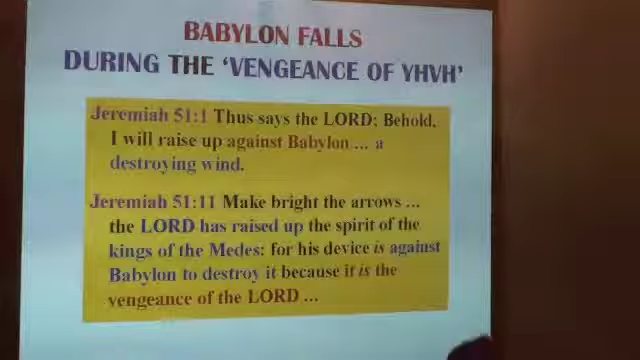 BABYLON FALLS
DURING THE ‘VENGEANCE OF YHVH’
Jeremiah 51:1 Thus says the LORD: Behold,
I will raise up against Babylon ... a
destroying wind.
Jeremiah 51:11 Make bright the arrows ...
the LORD has raised up the spirit of the
kings of the Medes: for his device is against
Babylon to destroy it because it is the
vengeance of the LORD ...